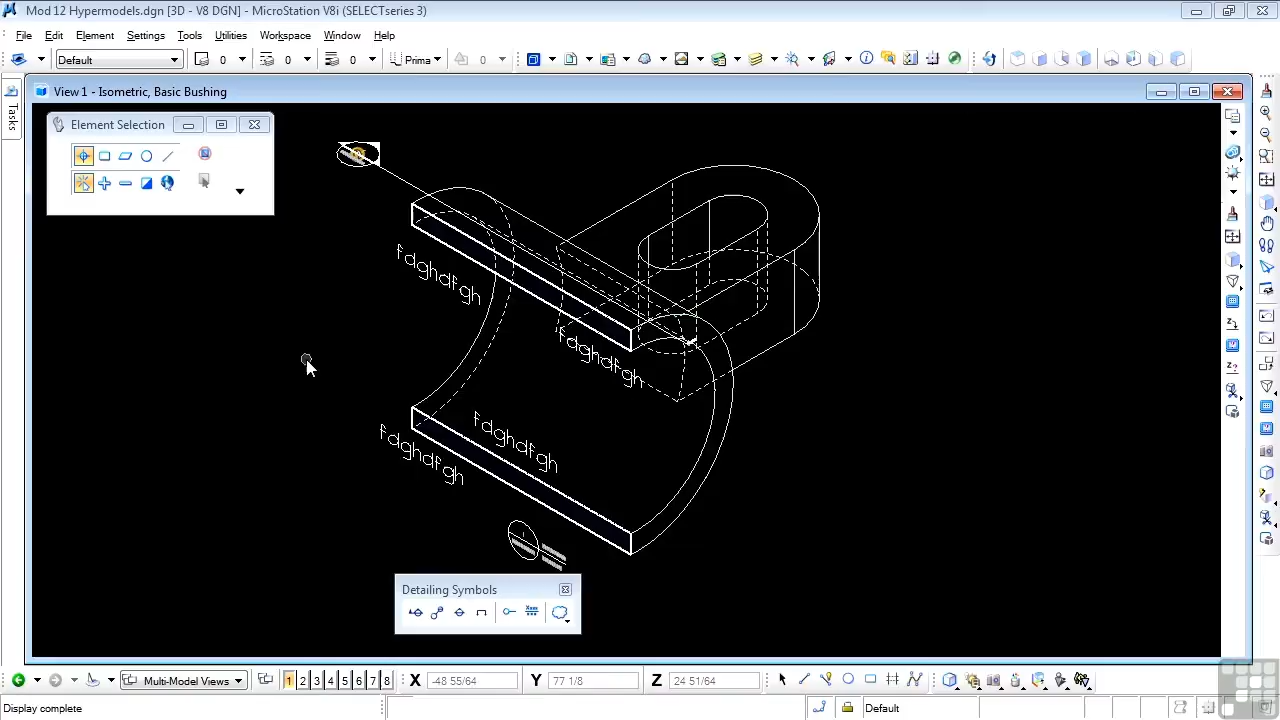 Mod 12 Hypermodels.dgn [3D - V8 DGN] - MicroStation V8i (SELECTseries 3)
File Edit Element Settings Tools Utilities Workspace Window Help
Default 0 0 0 Prima 0
View 1 - Isometric, Basic Bushing
Tasks
Element Selection
fdghdfgh
fdghdfgh
fdghdfgh
fdghdfgh
Detailing Symbols
Multi-Model Views 1 2 3 4 5 6 7 8 X -48 55/64 Y 77 1/8 Z 24 51/64
Display complete Default